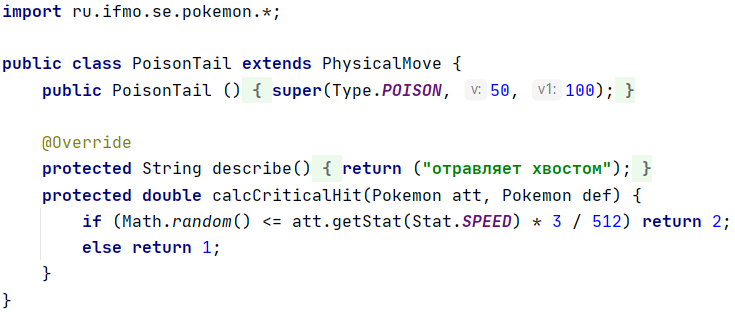 import ru.ifmo.se.pokemon.*;
public class PoisonTail extends PhysicalMove {
    public PoisonTail () { super(Type.POISON, v: 50, v1: 100); }
    @Override
    protected String describe() { return ("отравляет хвостом"); }
    protected double calcCriticalHit(Pokemon att, Pokemon def) {
        if (Math.random() <= att.getStat(Stat.SPEED) * 3 / 512) return 2;
        else return 1;
    }
}